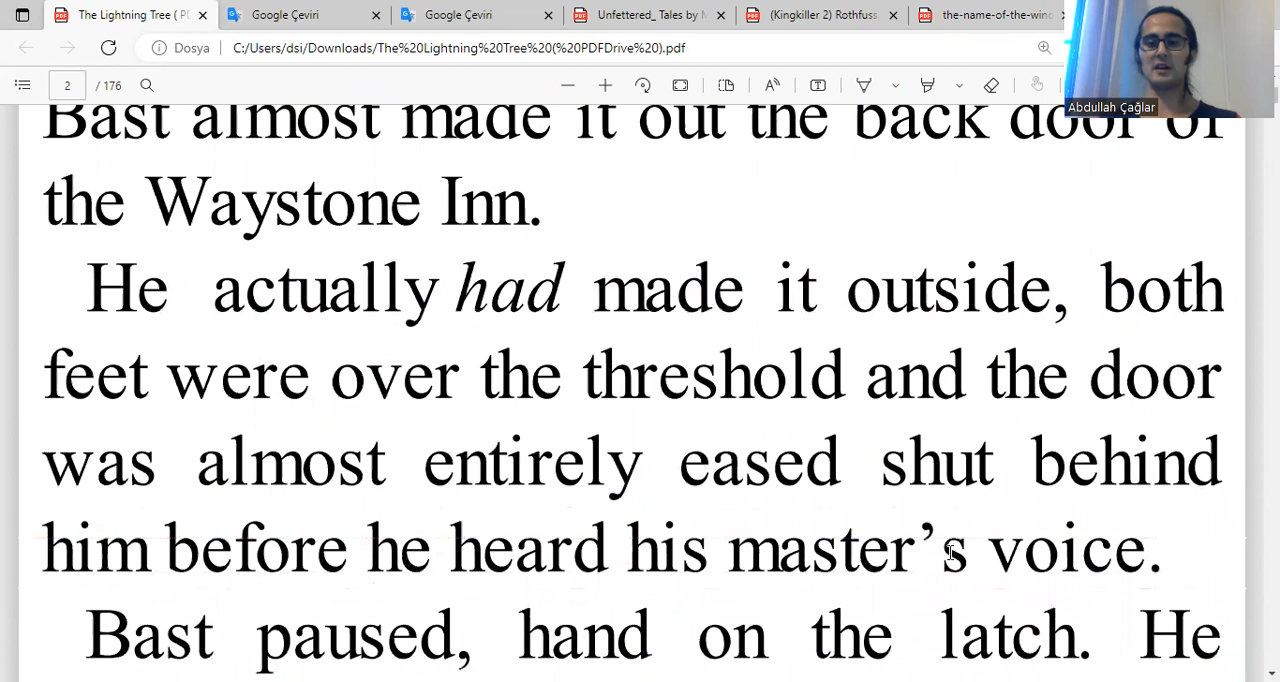 The Lightning Tree ( P
Google Çeviri
Google Çeviri
Unfettered_ Tales by
(Kingkiller 2) Rothfuss
the-name-of-the-winc
Dosya
C:/Users/dsi/Downloads/The%20Lightning%20Tree%20(%20PDFDrive%20).pdf
2 / 176
Abdullah Çağlar
Bast almost made it out the back door of
the Waystone Inn.
He actually had made it outside, both
feet were over the threshold and the door
was almost entirely eased shut behind
him before he heard his master’s voice.
Bast paused, hand on the latch. He